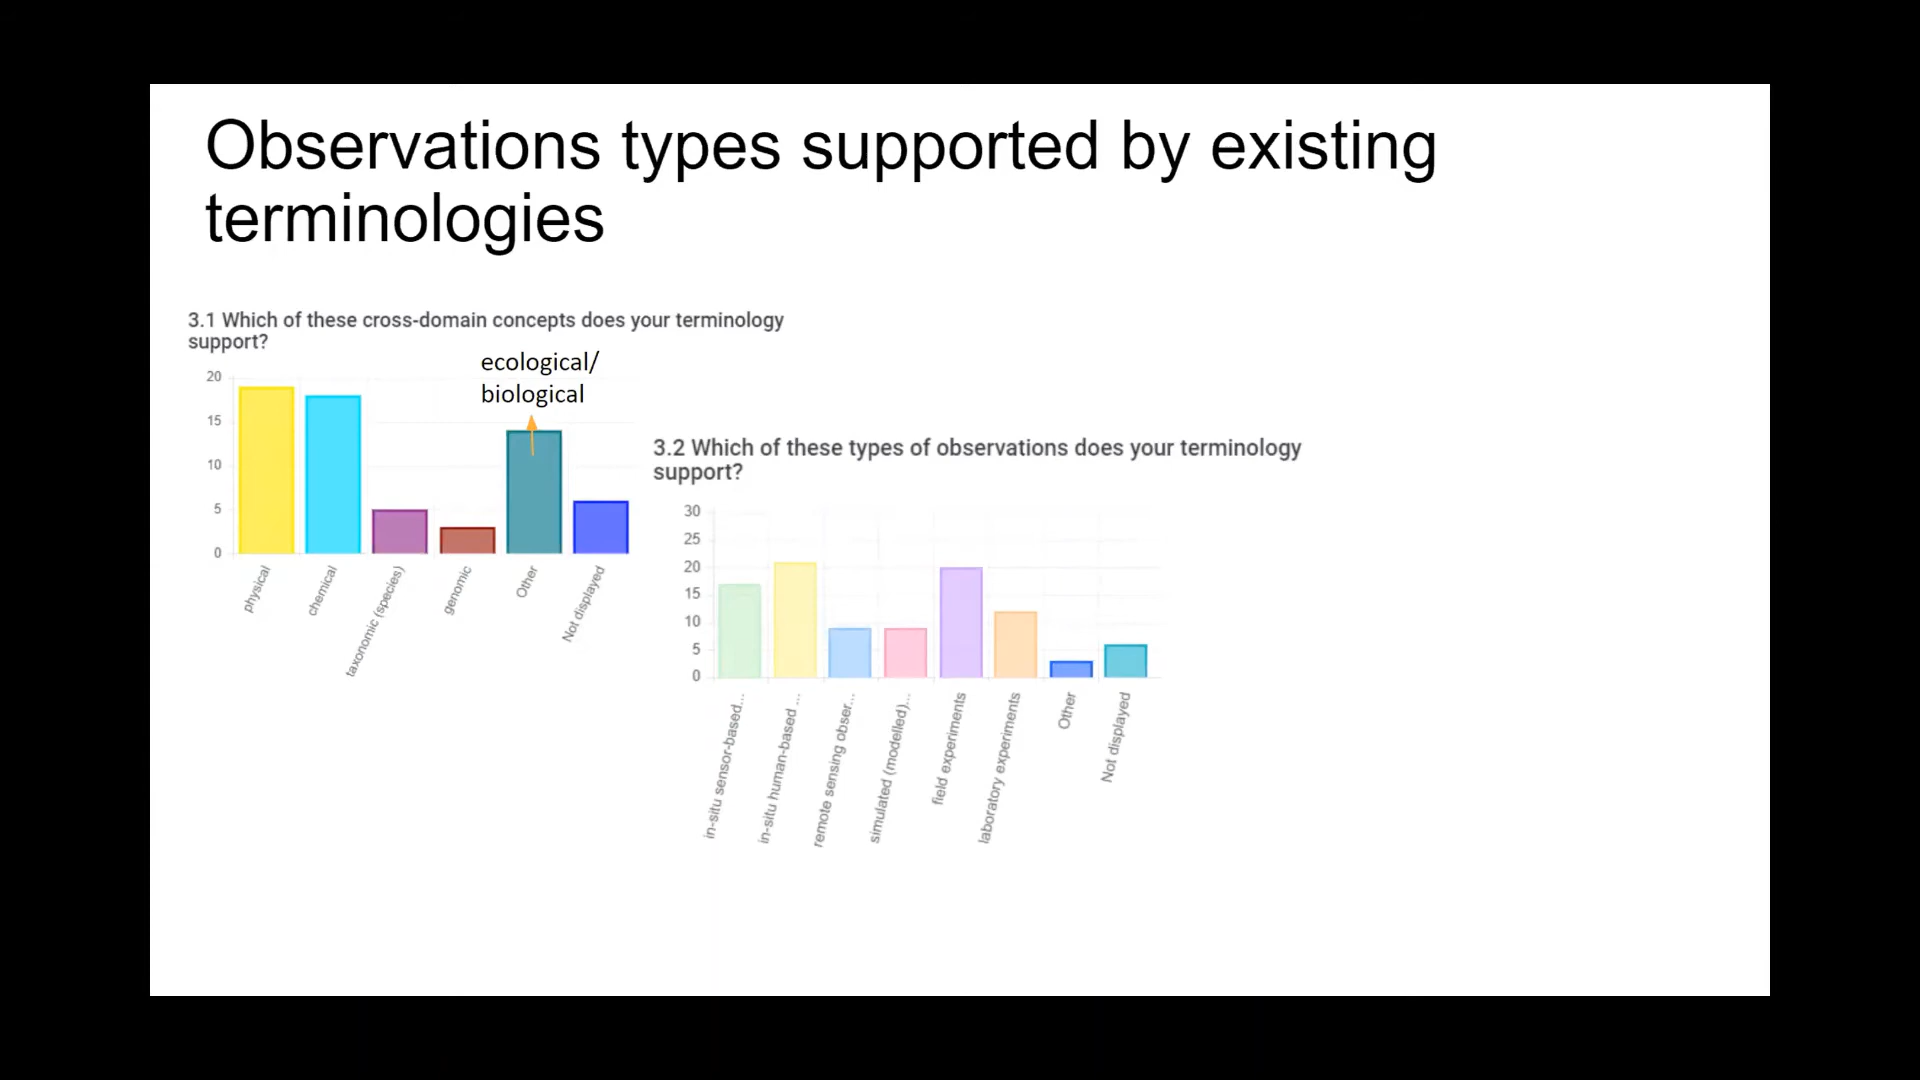 Observations types supported by existing
terminologies
3.1 Which of these cross-domain concepts does your terminology
support?
ecological/
biological
20
15
10
5
0
physical
chemical
taxonomic (species)
genomic
Other
Not displayed
3.2 Which of these types of observations does your terminology
support?
30
25
20
15
10
5
0
in-situ sensor-based...
in-situ human-based ...
remote sensing obser...
simulated (modelled)...
field experiments
laboratory experiments
Other
Not displayed